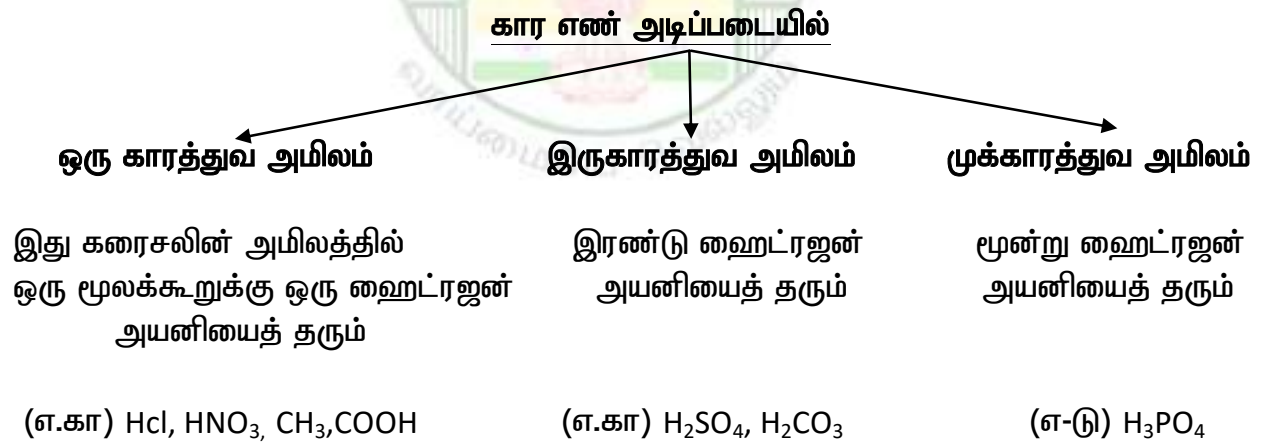 கார எண் அடிப்படையில்
ஒரு காரத்துவ அமிலம்
இருகாரத்துவ அமிலம்
முக்காரத்துவ அமிலம்
இது கரைசலின் அமிலத்தில்
ஒரு மூலக்கூறுக்கு ஒரு ஹைட்ரஜன்
அயனியைத் தரும்
இரண்டு ஹைட்ரஜன்
அயனியைத் தரும்
மூன்று ஹைட்ரஜன்
அயனியைத் தரும்
(எ.கா) Hcl, HNO₃, CH₃,COOH
(எ.கா) H₂SO₄, H₂CO₃
(எ-டு) H₃PO₄